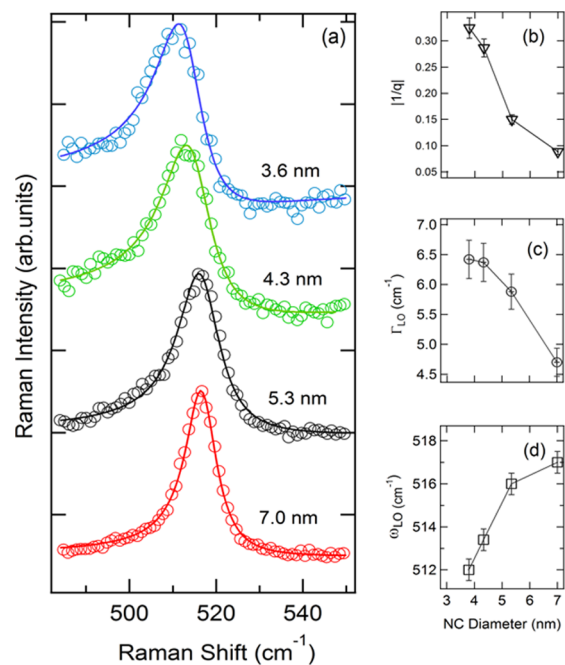 (a)
3.6 nm
4.3 nm
5.3 nm
7.0 nm
Raman Intensity (arb.units)
500
520
540
Raman Shift (cm⁻¹)
(b)
|1/q|
0.30
0.25
0.20
0.15
0.10
0.05
(c)
Γ_LO (cm⁻¹)
7.0
6.5
6.0
5.5
5.0
4.5
(d)
ω_LO (cm⁻¹)
518
516
514
512
3 4 5 6 7
NC Diameter (nm)